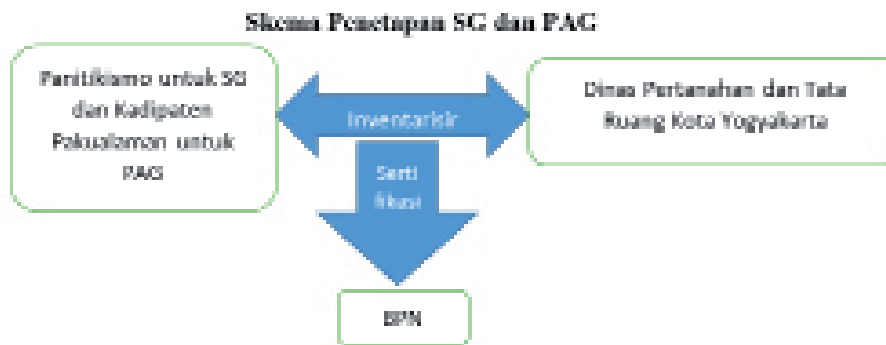 Skema Penetapan SG dan PAG
Panitikismo untuk SG
dan Kadipaten
Pakualaman untuk
PAG
Inventarisir
Dinas Pertanahan dan Tata
Ruang Kota Yogyakarta
Serti
fikasi
BPN